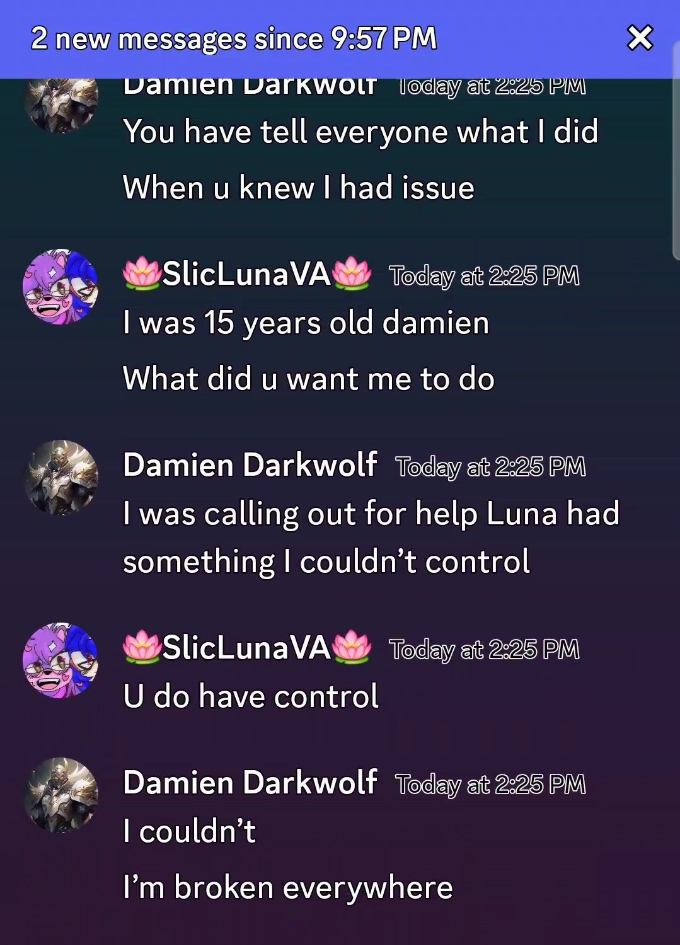 2 new messages since 9:57 PM
Damien Darkwolf Today at 2:25 PM
You have tell everyone what I did
When u knew I had issue
🪷SlicLunaVA🪷 Today at 2:25 PM
I was 15 years old damien
What did u want me to do
Damien Darkwolf Today at 2:25 PM
I was calling out for help Luna had
something I couldn’t control
🪷SlicLunaVA🪷 Today at 2:25 PM
U do have control
Damien Darkwolf Today at 2:25 PM
I couldn’t
I’m broken everywhere